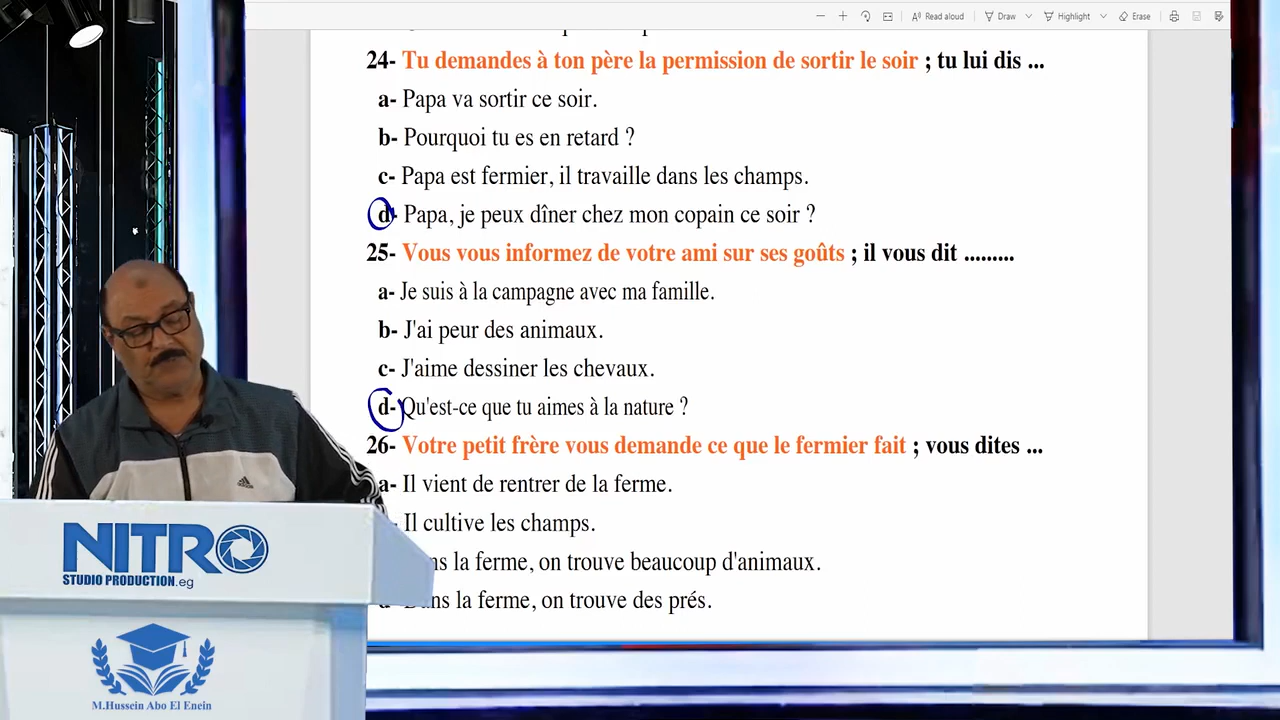 Read aloud
Draw
Highlight
Erase
24- Tu demandes à ton père la permission de sortir le soir ; tu lui dis ...
a- Papa va sortir ce soir.
b- Pourquoi tu es en retard ?
c- Papa est fermier, il travaille dans les champs.
d- Papa, je peux dîner chez mon copain ce soir ?
25- Vous vous informez de votre ami sur ses goûts ; il vous dit .........
a- Je suis à la campagne avec ma famille.
b- J'ai peur des animaux.
c- J'aime dessiner les chevaux.
d- Qu'est-ce que tu aimes à la nature ?
26- Votre petit frère vous demande ce que le fermier fait ; vous dites ...
a- Il vient de rentrer de la ferme.
Il cultive les champs.
la ferme, on trouve beaucoup d'animaux.
d- Dans la ferme, on trouve des prés.
NITRO
STUDIO PRODUCTION.eg
M.Hussein Abo El Enein